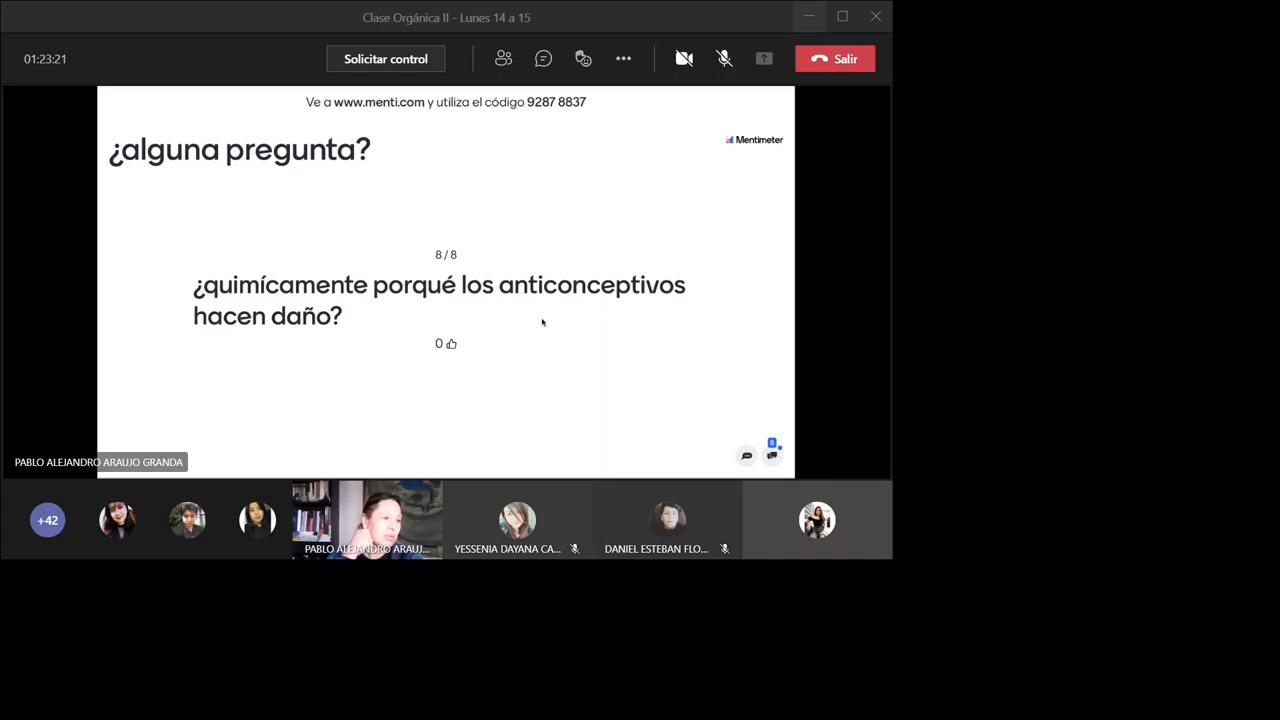 Clase Orgánica II - Lunes 14 a 15
01:23:21
Solicitar control
Salir
Ve a www.menti.com y utiliza el código 9287 8837
¿alguna pregunta?
Mentimeter
8 / 8
¿quimícamente porqué los anticonceptivos
hacen daño?
0
8
PABLO ALEJANDRO ARAUJO GRANDA
+42
PABLO ALEJANDRO ARAUJ...
YESSENIA DAYANA CA...
DANIEL ESTEBAN FLO...